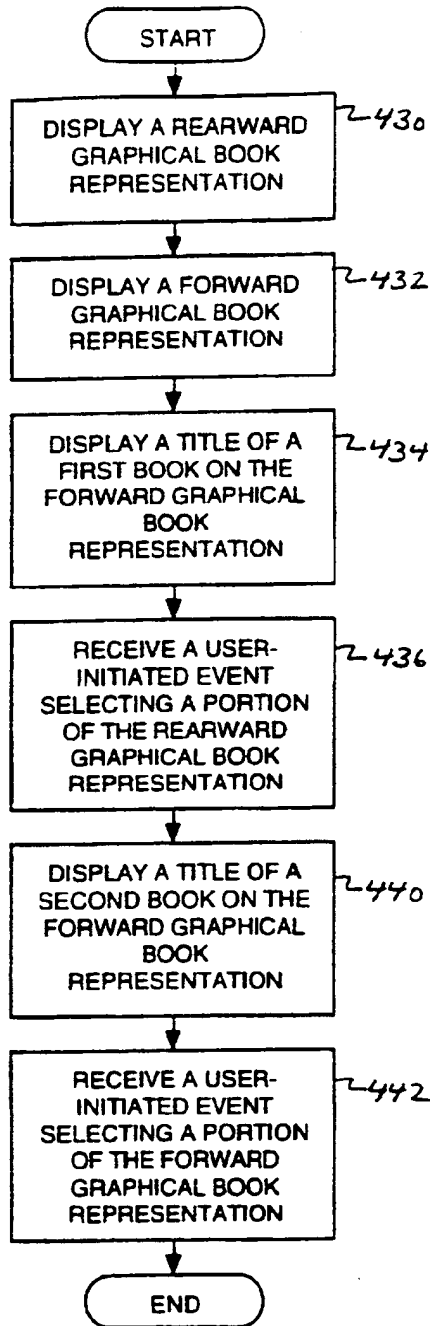 START
DISPLAY A REARWARD
GRAPHICAL BOOK
REPRESENTATION
430
DISPLAY A FORWARD
GRAPHICAL BOOK
REPRESENTATION
432
DISPLAY A TITLE OF A
FIRST BOOK ON THE
FORWARD GRAPHICAL
BOOK
REPRESENTATION
434
RECEIVE A USER-
INITIATED EVENT
SELECTING A PORTION
OF THE REARWARD
GRAPHICAL BOOK
REPRESENTATION
436
DISPLAY A TITLE OF A
SECOND BOOK ON THE
FORWARD GRAPHICAL
BOOK
REPRESENTATION
440
RECEIVE A USER-
INITIATED EVENT
SELECTING A PORTION
OF THE FORWARD
GRAPHICAL BOOK
REPRESENTATION
442
END